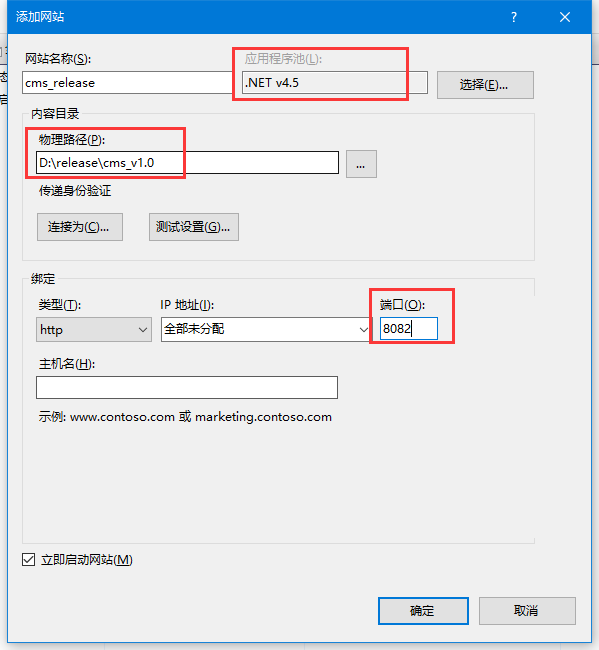 添加网站
网站名称(S): 应用程序池(L):
cms_release .NET v4.5 选择(E)...
内容目录
物理路径(P):
D:\release\cms_v1.0 ...
传递身份验证
连接为(C)... 测试设置(G)...
绑定
类型(T): IP 地址(I): 端口(O):
http 全部未分配 8082
主机名(H):
示例: www.contoso.com 或 marketing.contoso.com
立即启动网站(M)
确定 取消